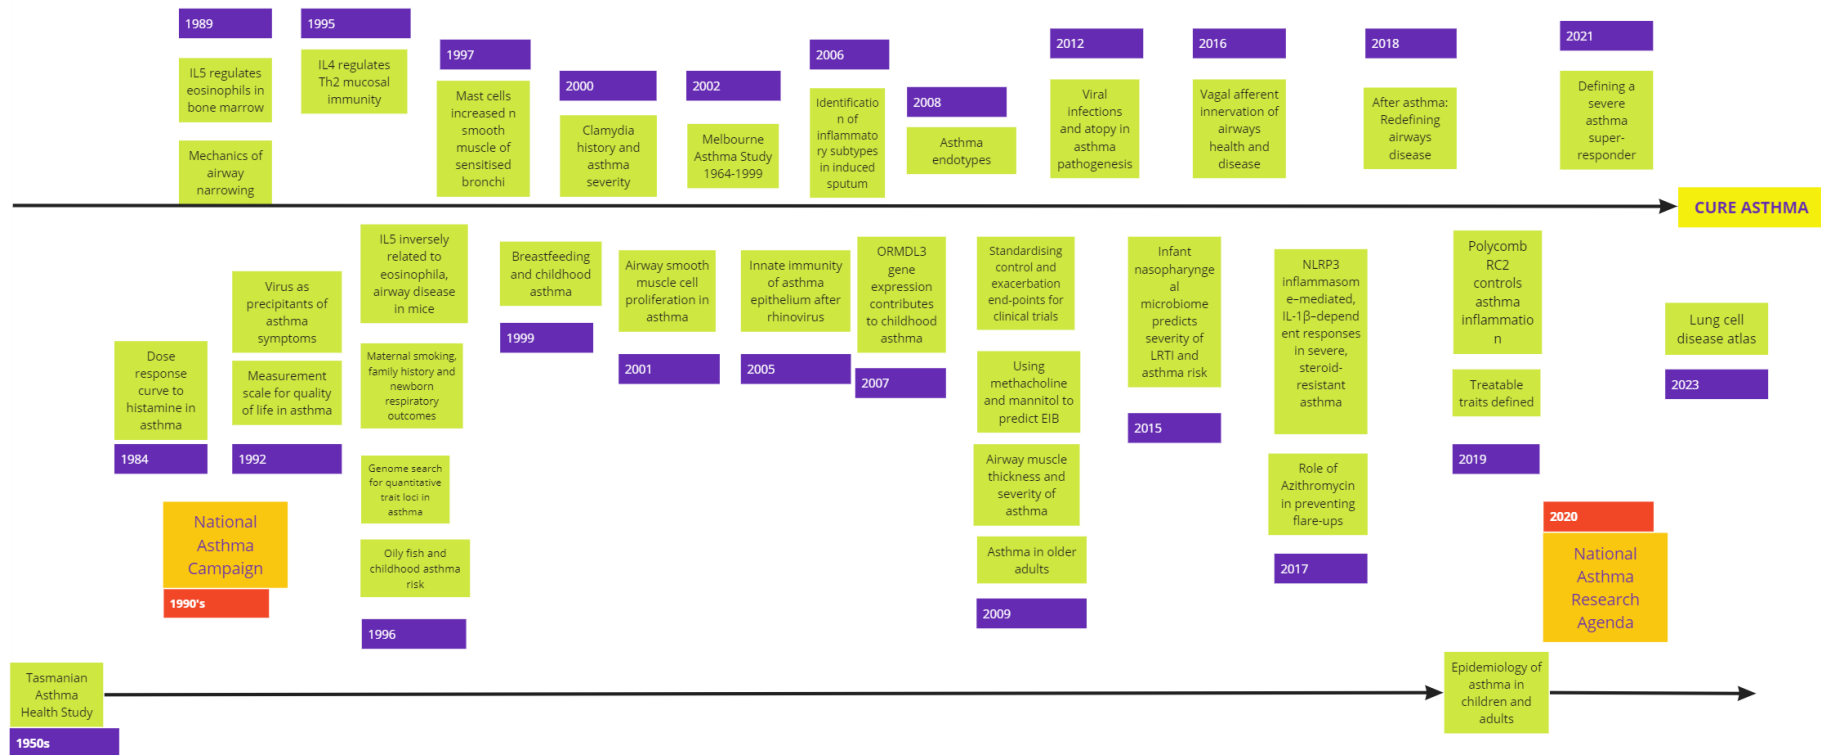 1989
IL5 regulates
eosinophils in
bone marrow
Mechanics of
airway
narrowing
1995
IL4 regulates
Th2 mucosal
immunity
1997
Mast cells
increased n
smooth
muscle of
sensitised
bronchi
2000
Clamydia
history and
asthma
severity
2002
Melbourne
Asthma Study
1964-1999
2006
Identificatio
n of
inflammato
ry subtypes
in induced
sputum
2008
Asthma
endotypes
2012
Viral
infections
and atopy in
asthma
pathogenesis
2016
Vagal afferent
innervation of
airways
health and
disease
2018
After asthma:
Redefining
airways
disease
2021
Defining a
severe
asthma
super-
responder
CURE ASTHMA
Dose
response
curve to
histamine in
asthma
1984
Virus as
precipitants of
asthma
symptoms
Measurement
scale for quality
of life in asthma
1992
IL5 inversely
related to
eosinophila,
airway disease
in mice
Maternal smoking,
family history and
newborn
respiratory
outcomes
Genome search
for quantitative
trait loci in
asthma
Oily fish and
childhood asthma
risk
1996
Breastfeeding
and childhood
asthma
1999
Airway smooth
muscle cell
proliferation in
asthma
2001
Innate immunity
of asthma
epithelium after
rhinovirus
2005
ORMDL3
gene
expression
contributes
to childhood
asthma
2007
Standardising
control and
exacerbation
end-points for
clinical trials
Using
methacholine
and mannitol to
predict EIB
Airway muscle
thickness and
severity of
asthma
Asthma in older
adults
2009
Infant
nasopharynge
al
microbiome
predicts
severity of
LRTI and
asthma risk
2015
NLRP3
inflammasom
e–mediated,
IL-1β–depend
ent responses
in severe,
steroid-
resistant
asthma
Role of
Azithromycin
in preventing
flare-ups
2017
Polycomb
RC2
controls
asthma
inflammatio
n
Treatable
traits defined
2019
Lung cell
disease atlas
2023
National
Asthma
Campaign
1990's
2020
National
Asthma
Research
Agenda
Tasmanian
Asthma
Health Study
1950s
Epidemiology of
asthma in
children and
adults